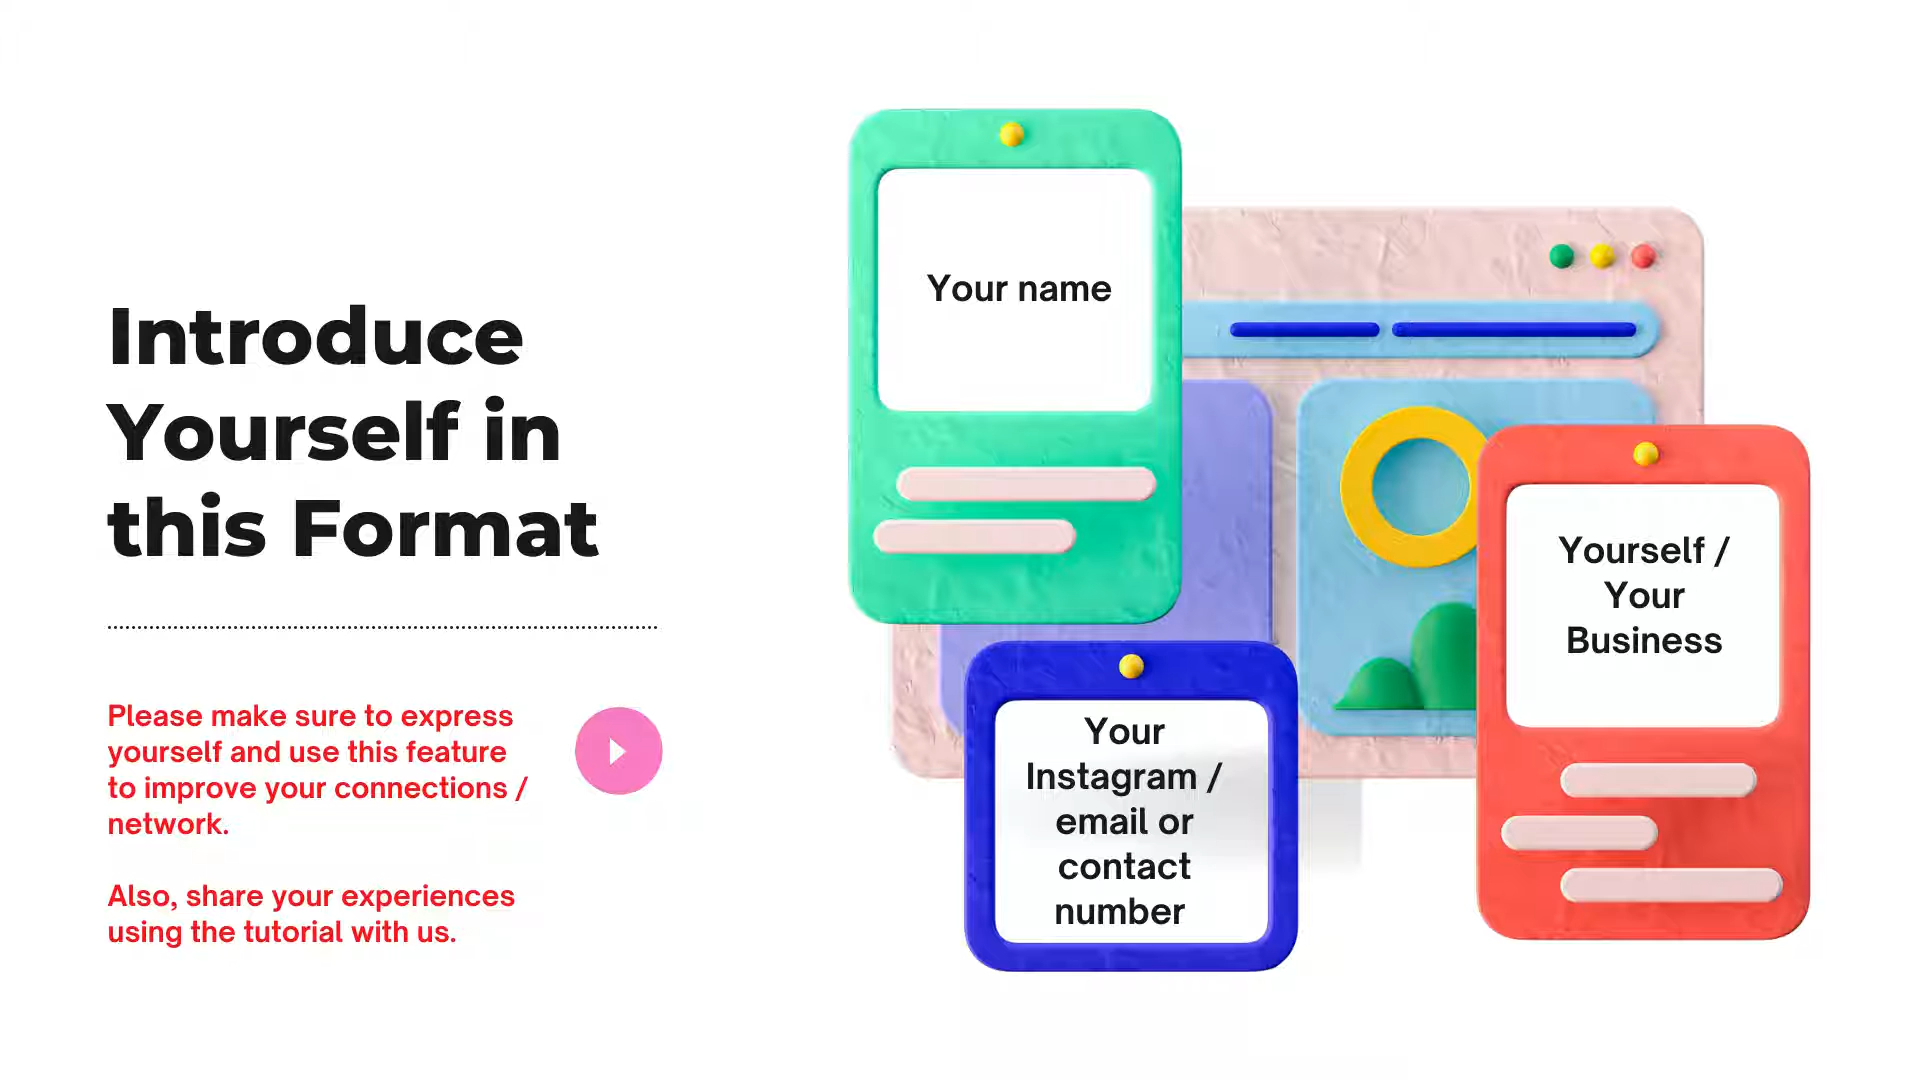 Introduce
Yourself in
this Format
Please make sure to express
yourself and use this feature
to improve your connections /
network.
Also, share your experiences
using the tutorial with us.
Your name
Yourself /
Your
Business
Your
Instagram /
email or
contact
number